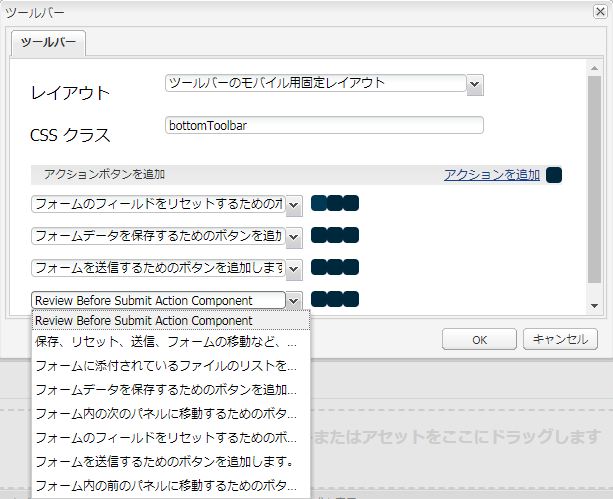 ツールバー
ツールバー
レイアウト
ツールバーのモバイル用固定レイアウト
CSS クラス
bottomToolbar
アクションボタンを追加
アクションを追加
フォームのフィールドをリセットするためのボ
フォームデータを保存するためのボタンを追加
フォームを送信するためのボタンを追加します
Review Before Submit Action Component
Review Before Submit Action Component
保存、リセット、送信、フォームの移動など、...
フォームに添付されているファイルのリストを...
フォームデータを保存するためのボタンを追加...
フォーム内の次のパネルに移動するためのボタ...
フォームのフィールドをリセットするためのボ...
フォームを送信するためのボタンを追加します。
フォーム内の前のパネルに移動するためのボタ...
OK
キャンセル
またはアセットをここにドラッグします